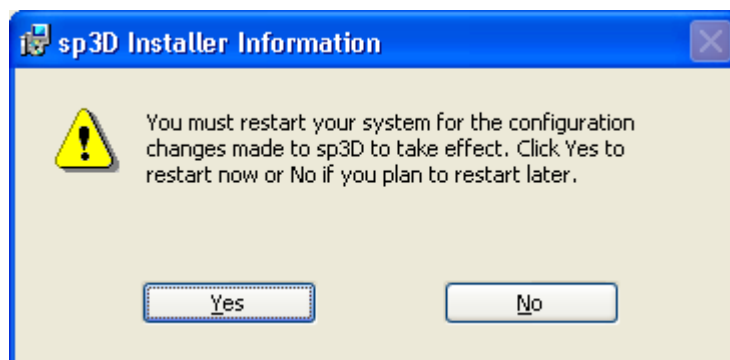 sp3D Installer Information
You must restart your system for the configuration
changes made to sp3D to take effect. Click Yes to
restart now or No if you plan to restart later.
Yes
No